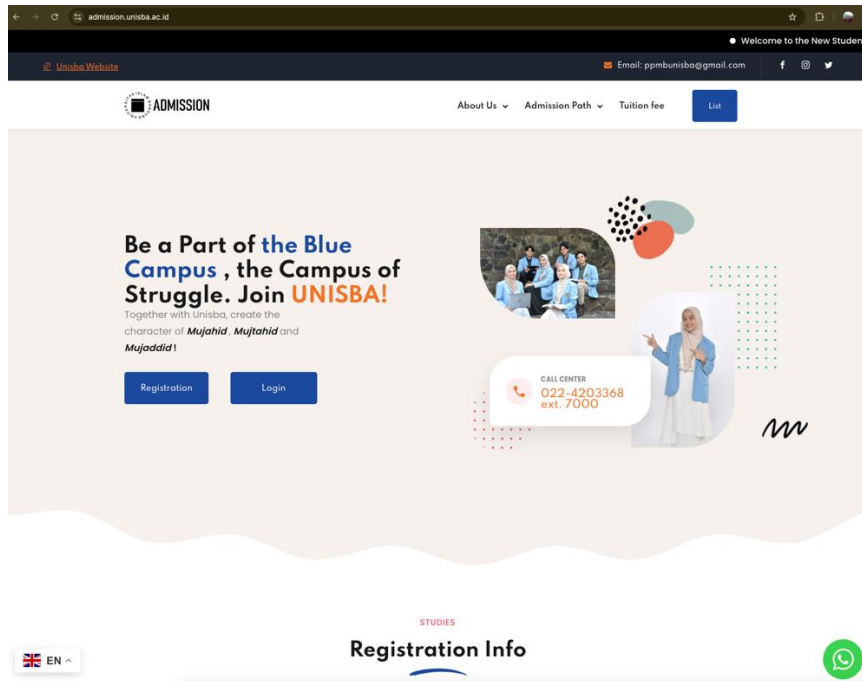 admission.unisba.ac.id
Welcome to the New Studen
Unisba Website
Email: ppmbunisba@gmail.com
ADMISSION
About Us
Admission Path
Tuition fee
List
Be a Part of the Blue
Campus , the Campus of
Struggle. Join UNISBA!
Together with Unisba, create the
character of Mujahid , Mujtahid and
Mujaddid !
Registration
Login
CALL CENTER
022-4203368
ext. 7000
STUDIES
Registration Info
EN